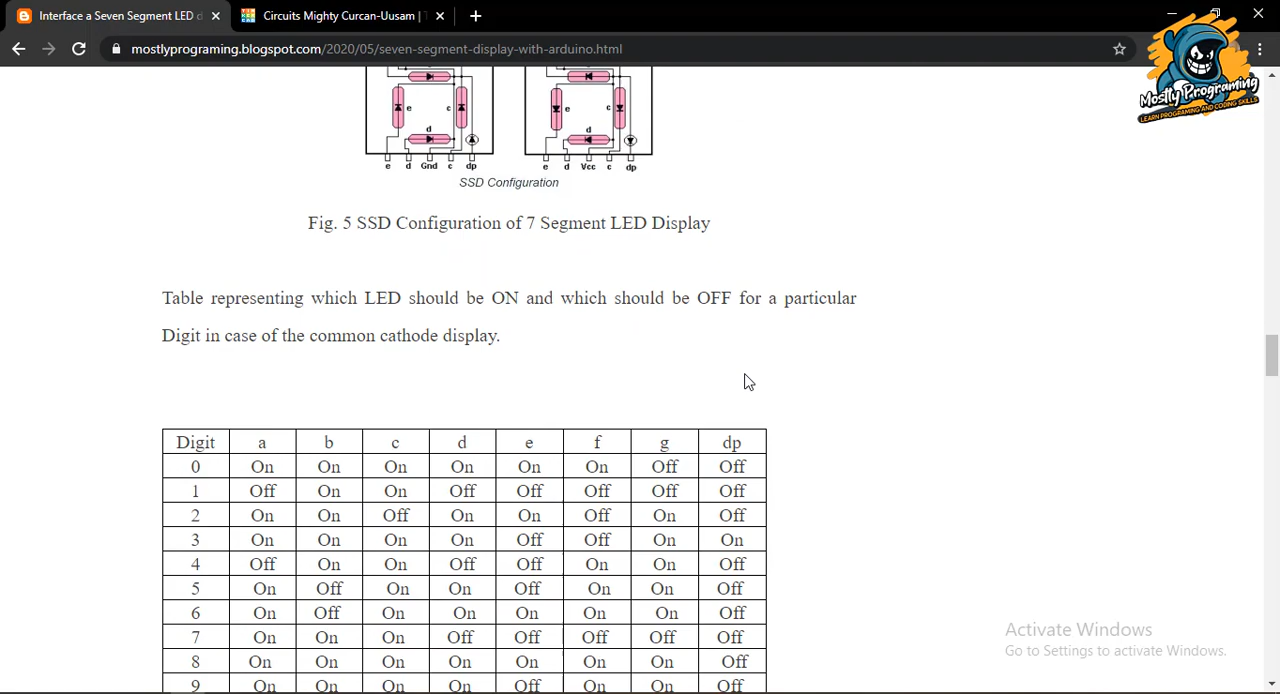 Interface a Seven Segment LED d
Circuits Mighty Curcan-Uusam | T
mostlyprograming.blogspot.com/2020/05/seven-segment-display-with-arduino.html
Mostly Programing
LEARN PROGRAMING AND CODING SKILLS
e c e c
d d
e d Gnd c dp e d Vcc c dp
SSD Configuration
Fig. 5 SSD Configuration of 7 Segment LED Display
Table representing which LED should be ON and which should be OFF for a particular
Digit in case of the common cathode display.
Digit a b c d e f g dp
0 On On On On On On Off Off
1 Off On On Off Off Off Off Off
2 On On Off On On Off On Off
3 On On On On Off Off On On
4 Off On On Off Off On On Off
5 On Off On On Off On On Off
6 On Off On On On On On Off
7 On On On Off Off Off Off Off
8 On On On On On On On Off
9 On On On On Off On On Off
Activate Windows
Go to Settings to activate Windows.